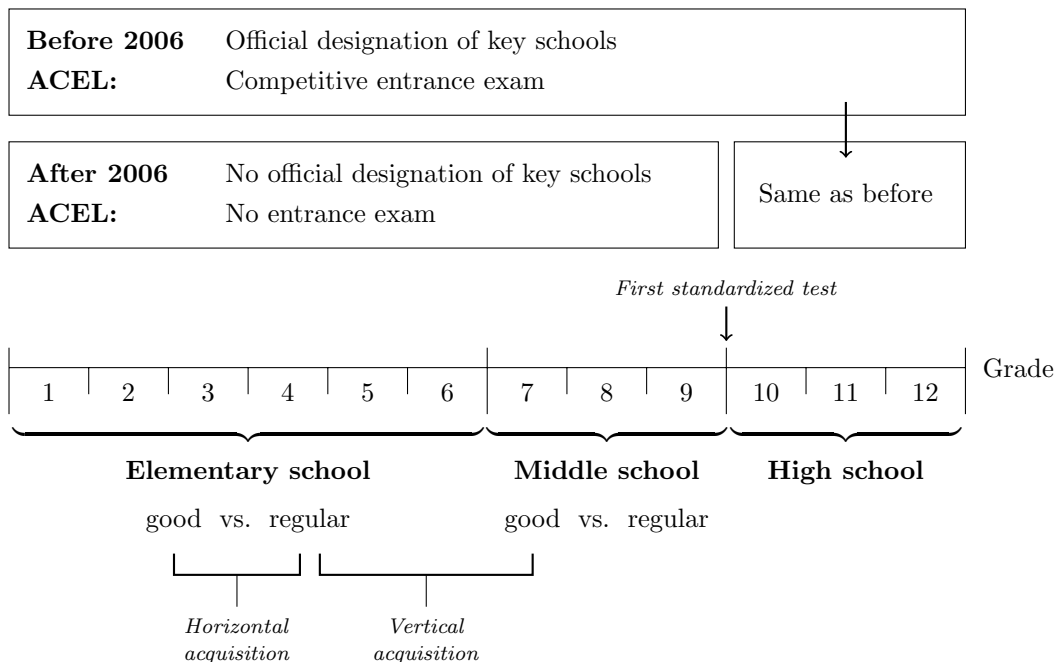 Before 2006 Official designation of key schools
ACEL: Competitive entrance exam
After 2006 No official designation of key schools
ACEL: No entrance exam
Same as before
First standardized test
Grade
1 2 3 4 5 6 7 8 9 10 11 12
Elementary school Middle school High school
good vs. regular good vs. regular
Horizontal acquisition
Vertical acquisition